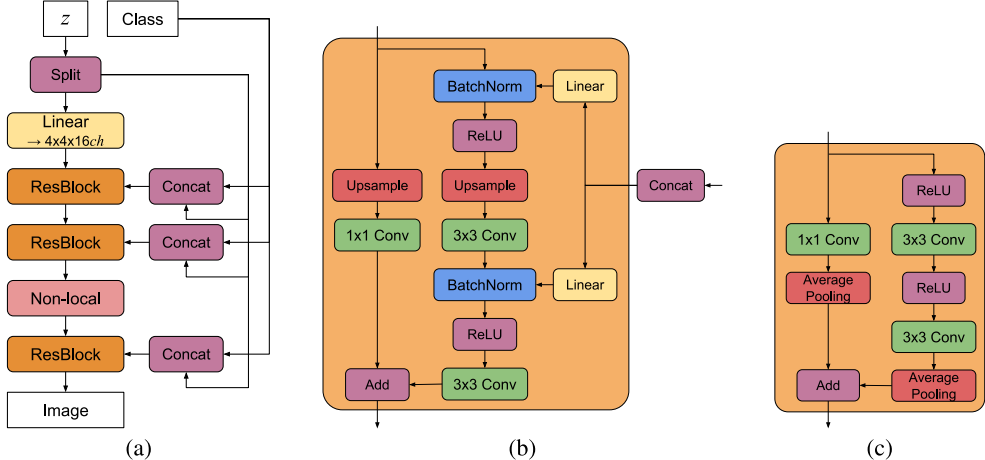 z
Class
Split
Linear
→ 4x4x16ch
ResBlock
Concat
ResBlock
Concat
Non-local
ResBlock
Concat
Image
(a)
BatchNorm
Linear
ReLU
Upsample
Upsample
Concat
1x1 Conv
3x3 Conv
BatchNorm
Linear
ReLU
Add
3x3 Conv
(b)
ReLU
1x1 Conv
3x3 Conv
Average
Pooling
ReLU
3x3 Conv
Add
Average
Pooling
(c)